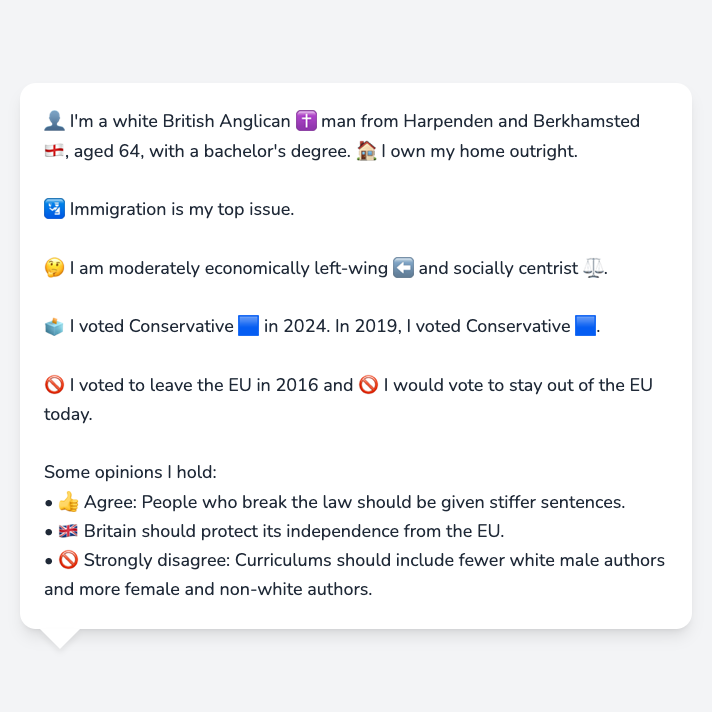 👤 I'm a white British Anglican ✝️ man from Harpenden and Berkhamsted
🏴󠁧󠁢󠁥󠁮󠁧󠁿, aged 64, with a bachelor's degree. 🏠 I own my home outright.
🛂 Immigration is my top issue.
🤔 I am moderately economically left-wing ⬅️ and socially centrist ⚖️.
🗳️ I voted Conservative 🟦 in 2024. In 2019, I voted Conservative 🟦.
🚫 I voted to leave the EU in 2016 and 🚫 I would vote to stay out of the EU
today.
Some opinions I hold:
• 👍 Agree: People who break the law should be given stiffer sentences.
• 🇬🇧 Britain should protect its independence from the EU.
• 🚫 Strongly disagree: Curriculums should include fewer white male authors
and more female and non-white authors.